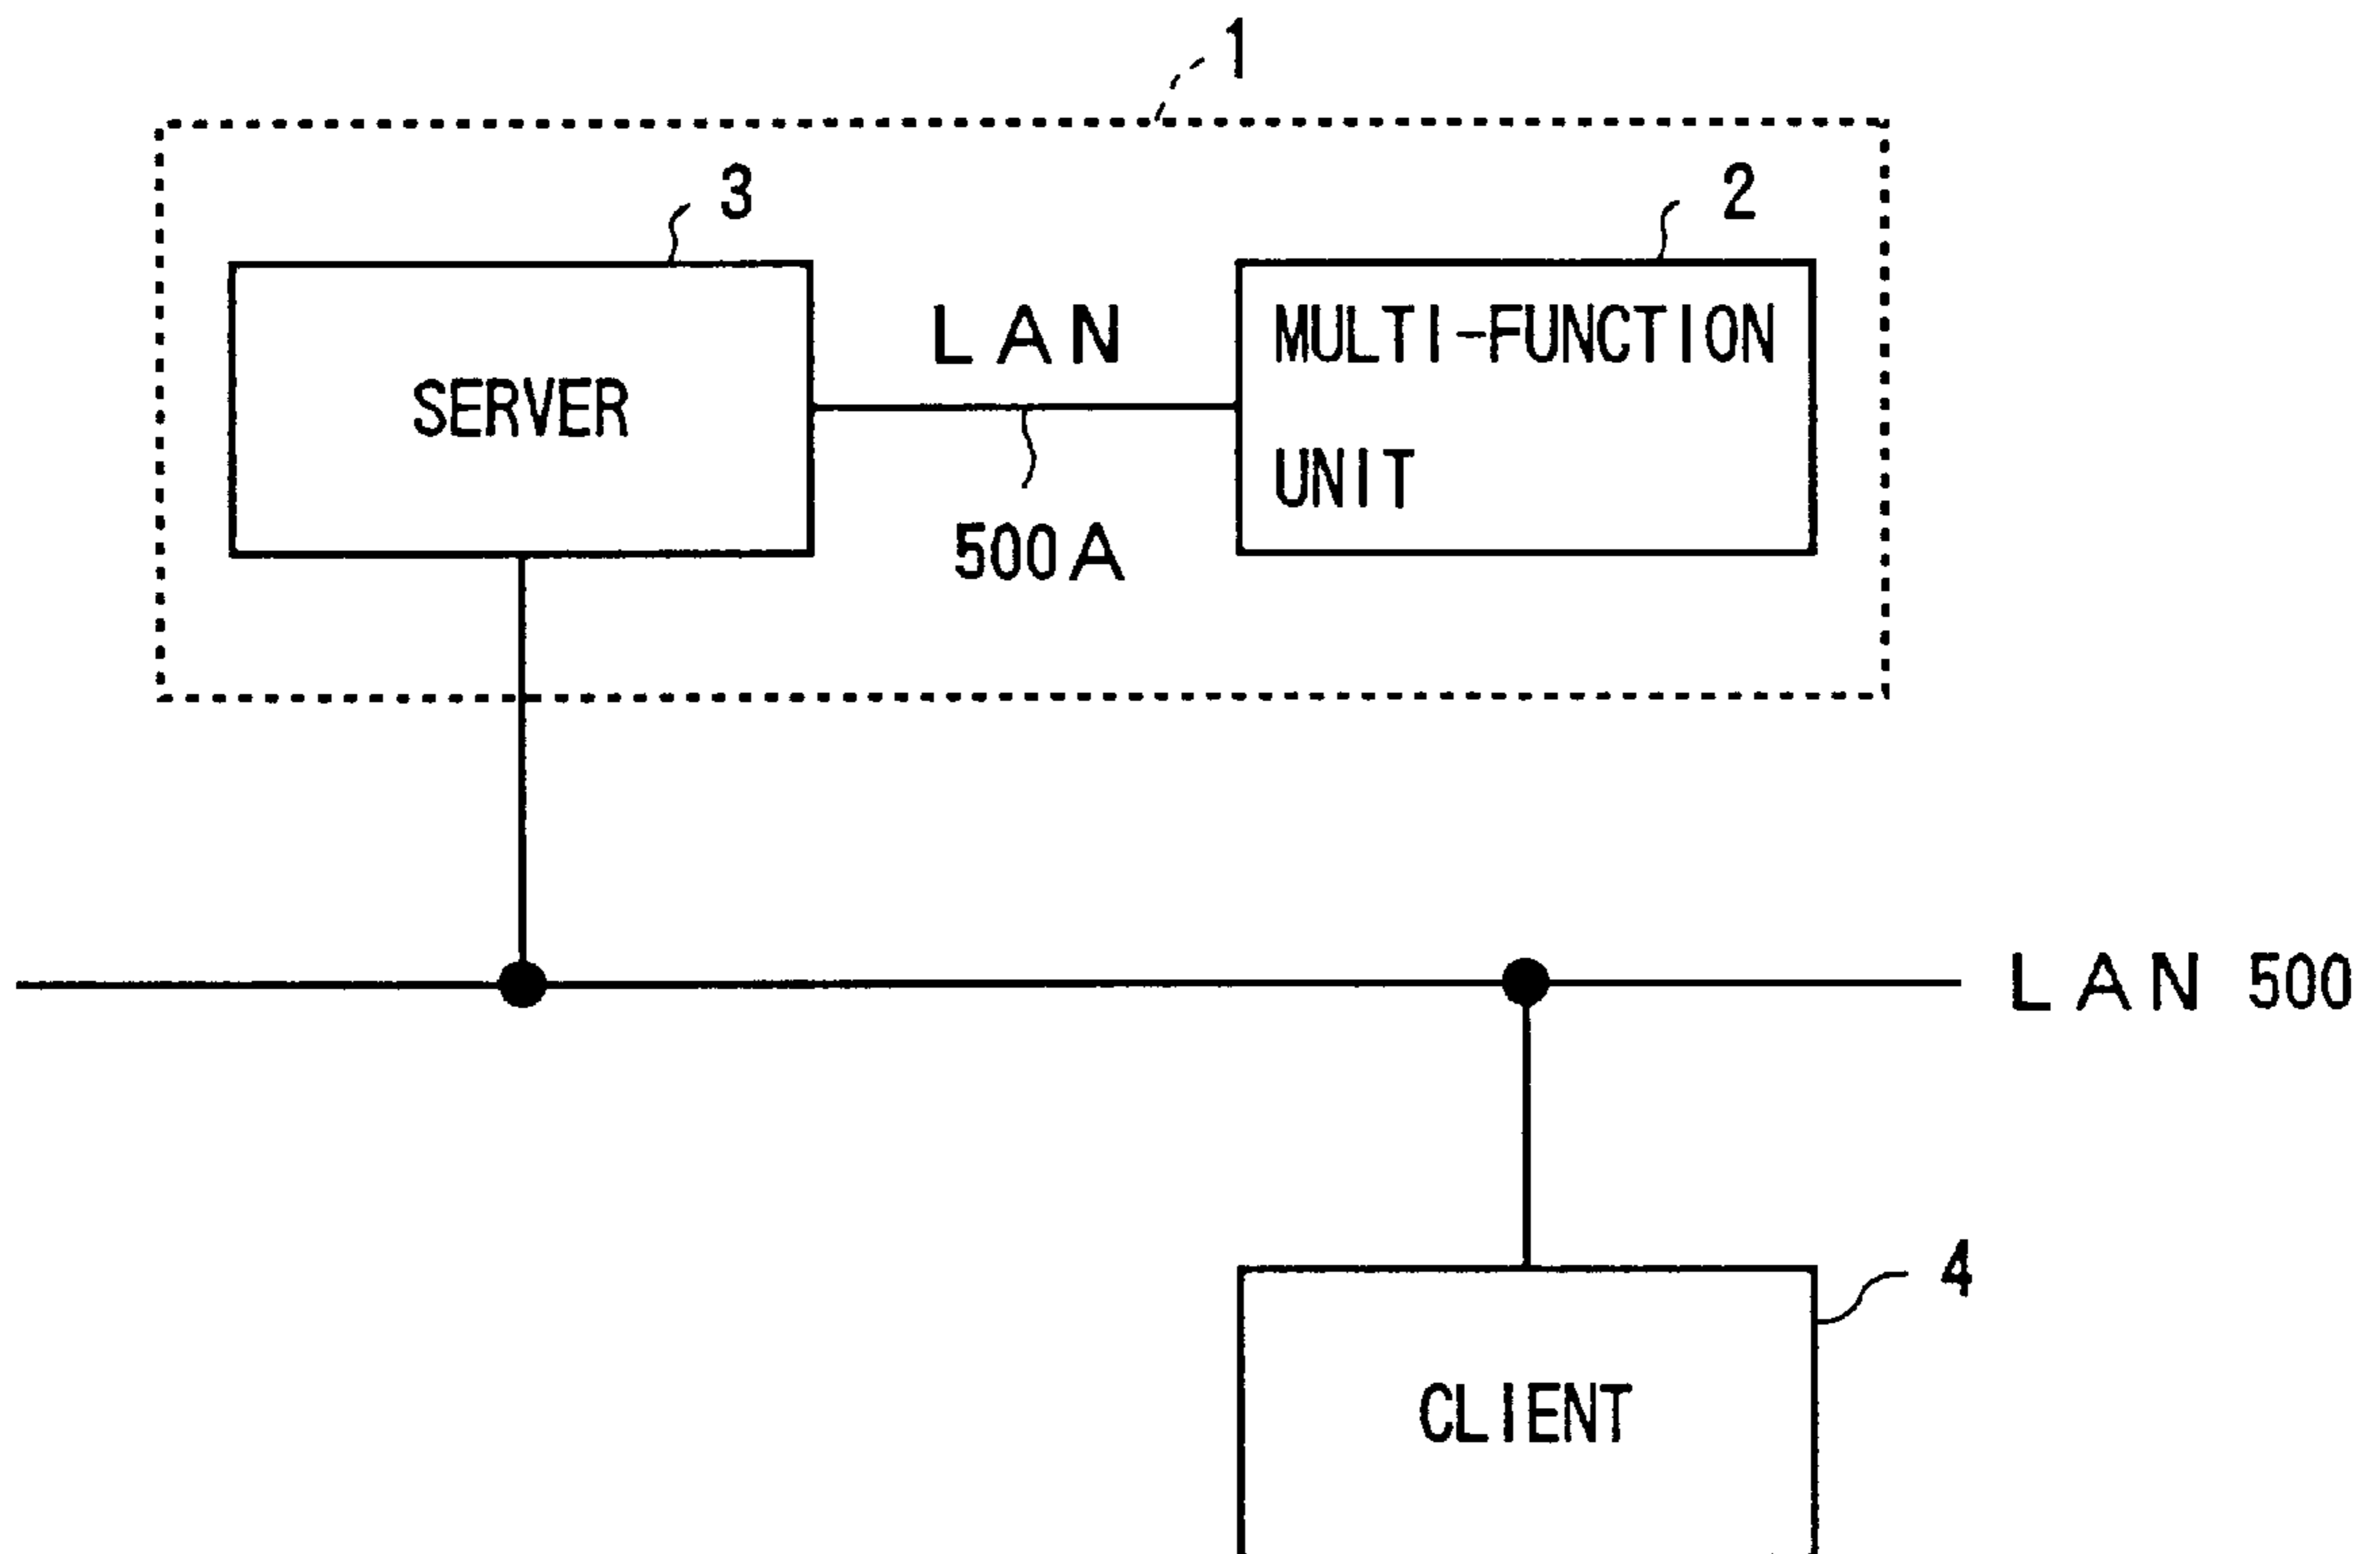 1
3
2
LAN
MULTI-FUNCTION
SERVER
UNIT
500A
LAN 500
4
CLIENT